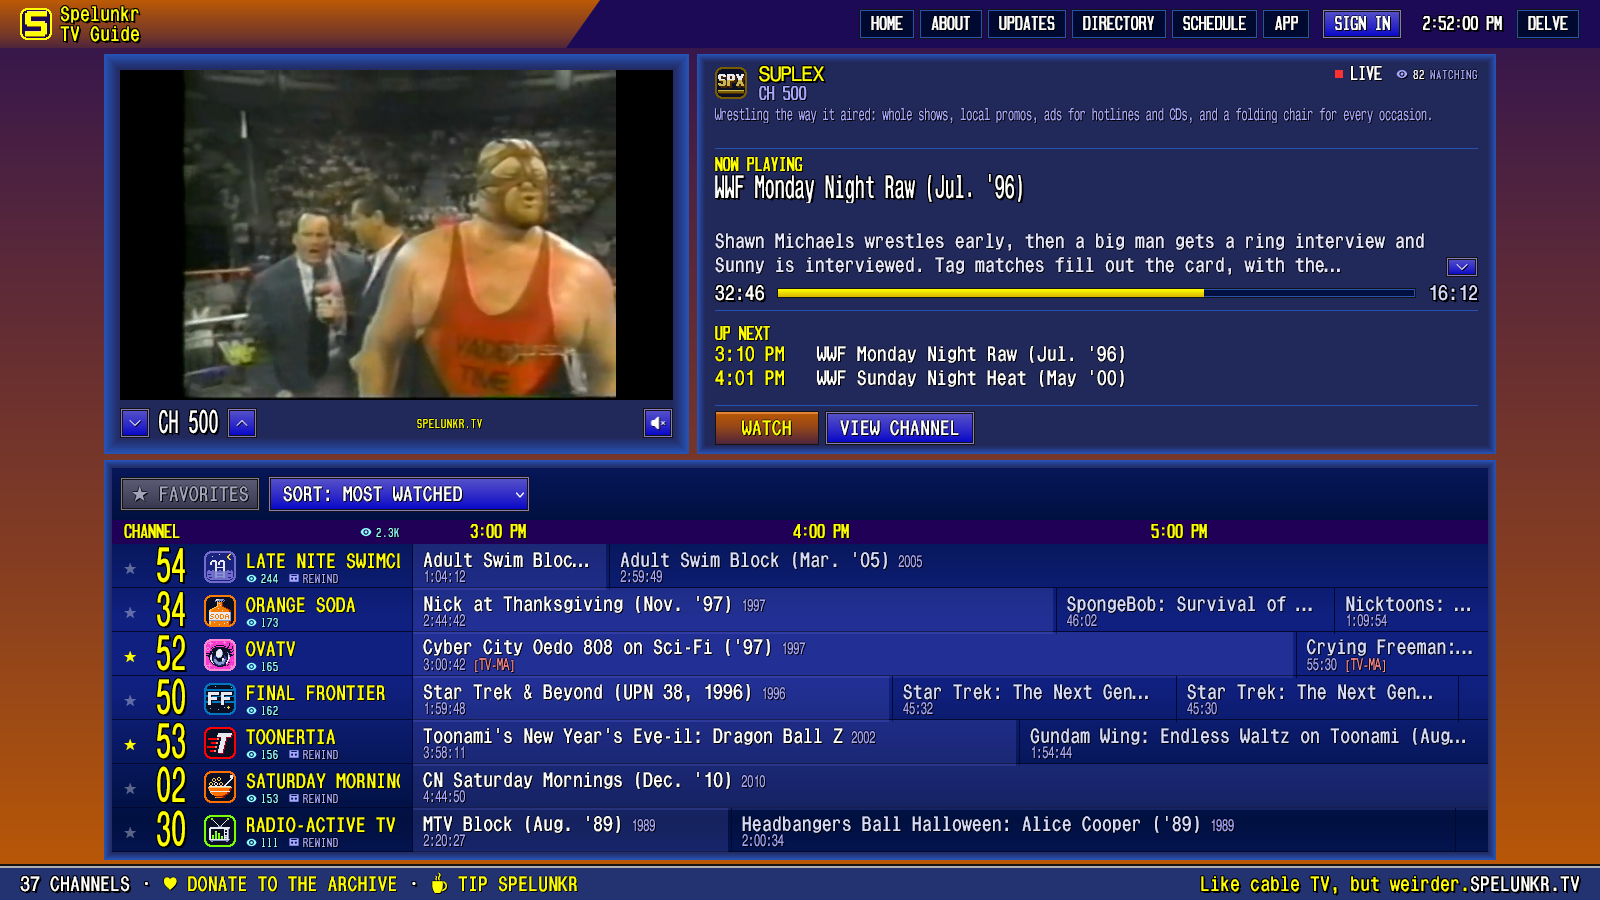 Spelunkr
TV Guide
HOME ABOUT UPDATES DIRECTORY SCHEDULE APP SIGN IN 2:52:00 PM DELVE
SPX SUPLEX
CH 500
LIVE 82 WATCHING
Wrestling the way it aired: whole shows, local promos, ads for hotlines and CDs, and a folding chair for every occasion.
NOW PLAYING
WWF Monday Night Raw (Jul. '96)
Shawn Michaels wrestles early, then a big man gets a ring interview and
Sunny is interviewed. Tag matches fill out the card, with the...
32:46 16:12
UP NEXT
3:10 PM WWF Monday Night Raw (Jul. '96)
4:01 PM WWF Sunday Night Heat (May '00)
WATCH VIEW CHANNEL
VADER
TIME
CH 500 SPELUNKR.TV
★ FAVORITES SORT: MOST WATCHED
CHANNEL 2.3K 3:00 PM 4:00 PM 5:00 PM
54 LATE NITE SWIMCL
244 REWIND
Adult Swim Bloc...
1:04:12
Adult Swim Block (Mar. '05) 2005
2:59:49
34 SODA ORANGE SODA
173
Nick at Thanksgiving (Nov. '97) 1997
2:44:42
SpongeBob: Survival of ...
46:02
Nicktoons: ...
1:09:54
52 OVATV
165
Cyber City Oedo 808 on Sci-Fi ('97) 1997
3:00:42 [TV-MA]
Crying Freeman:...
55:30 [TV-MA]
50 FF FINAL FRONTIER
162
Star Trek & Beyond (UPN 38, 1996) 1996
1:59:48
Star Trek: The Next Gen...
45:32
Star Trek: The Next Gen...
45:30
53 T TOONERTIA
156 REWIND
Toonami's New Year's Eve-il: Dragon Ball Z 2002
3:58:11
Gundam Wing: Endless Waltz on Toonami (Aug...
1:54:44
02 SATURDAY MORNING
153 REWIND
CN Saturday Mornings (Dec. '10) 2010
4:44:50
30 RADIO-ACTIVE TV
111 REWIND
MTV Block (Aug. '89) 1989
2:20:27
Headbangers Ball Halloween: Alice Cooper ('89) 1989
2:00:34
37 CHANNELS · DONATE TO THE ARCHIVE · TIP SPELUNKR
Like cable TV, but weirder. SPELUNKR.TV